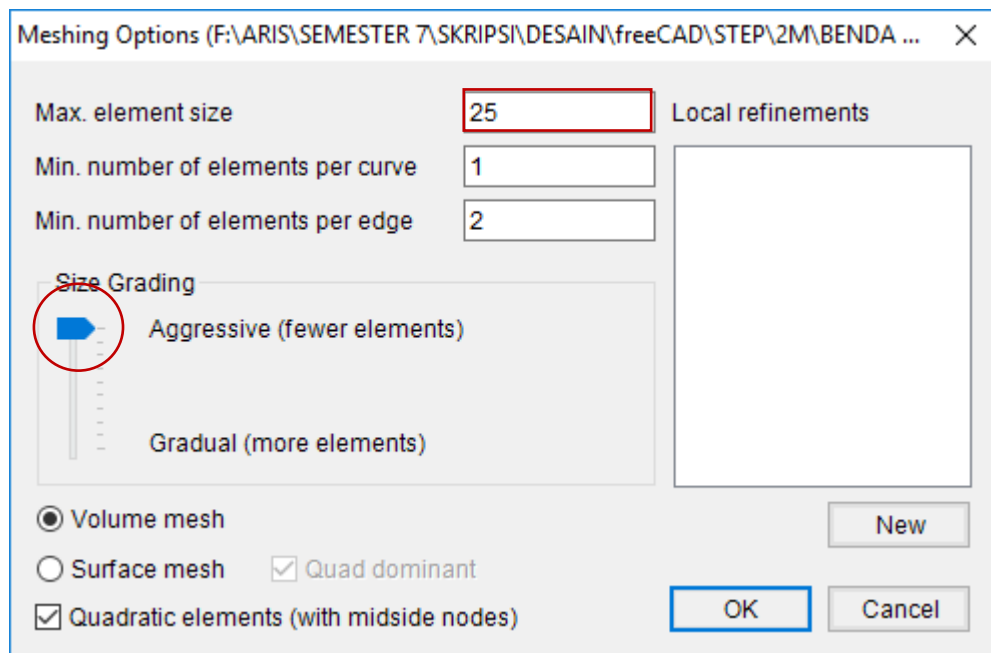 Meshing Options (F:\ARIS\SEMESTER 7\SKRIPSI\DESAIN\freeCAD\STEP\2M\BENDA ...
Max. element size 25 Local refinements
Min. number of elements per curve 1
Min. number of elements per edge 2
Size Grading
Aggressive (fewer elements)
Gradual (more elements)
Volume mesh New
Surface mesh Quad dominant
Quadratic elements (with midside nodes) OK Cancel